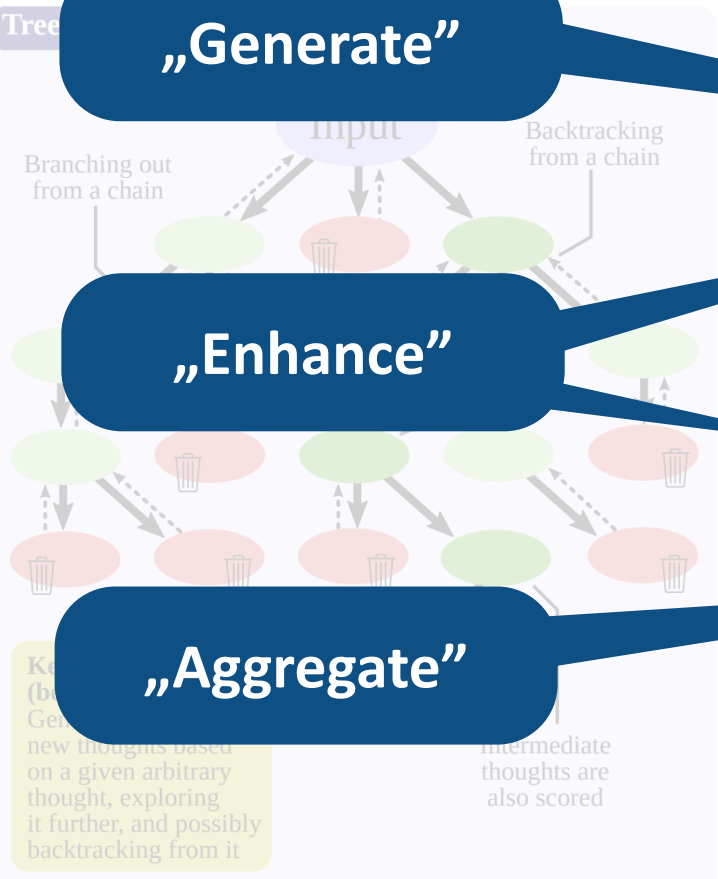 Tree
„Generate”
Input
Backtracking
from a chain
Branching out
from a chain
„Enhance”
„Aggregate”
new thoughts based
on a given arbitrary
thought, exploring
it further, and possibly
backtracking from it
Intermediate
thoughts are
also scored